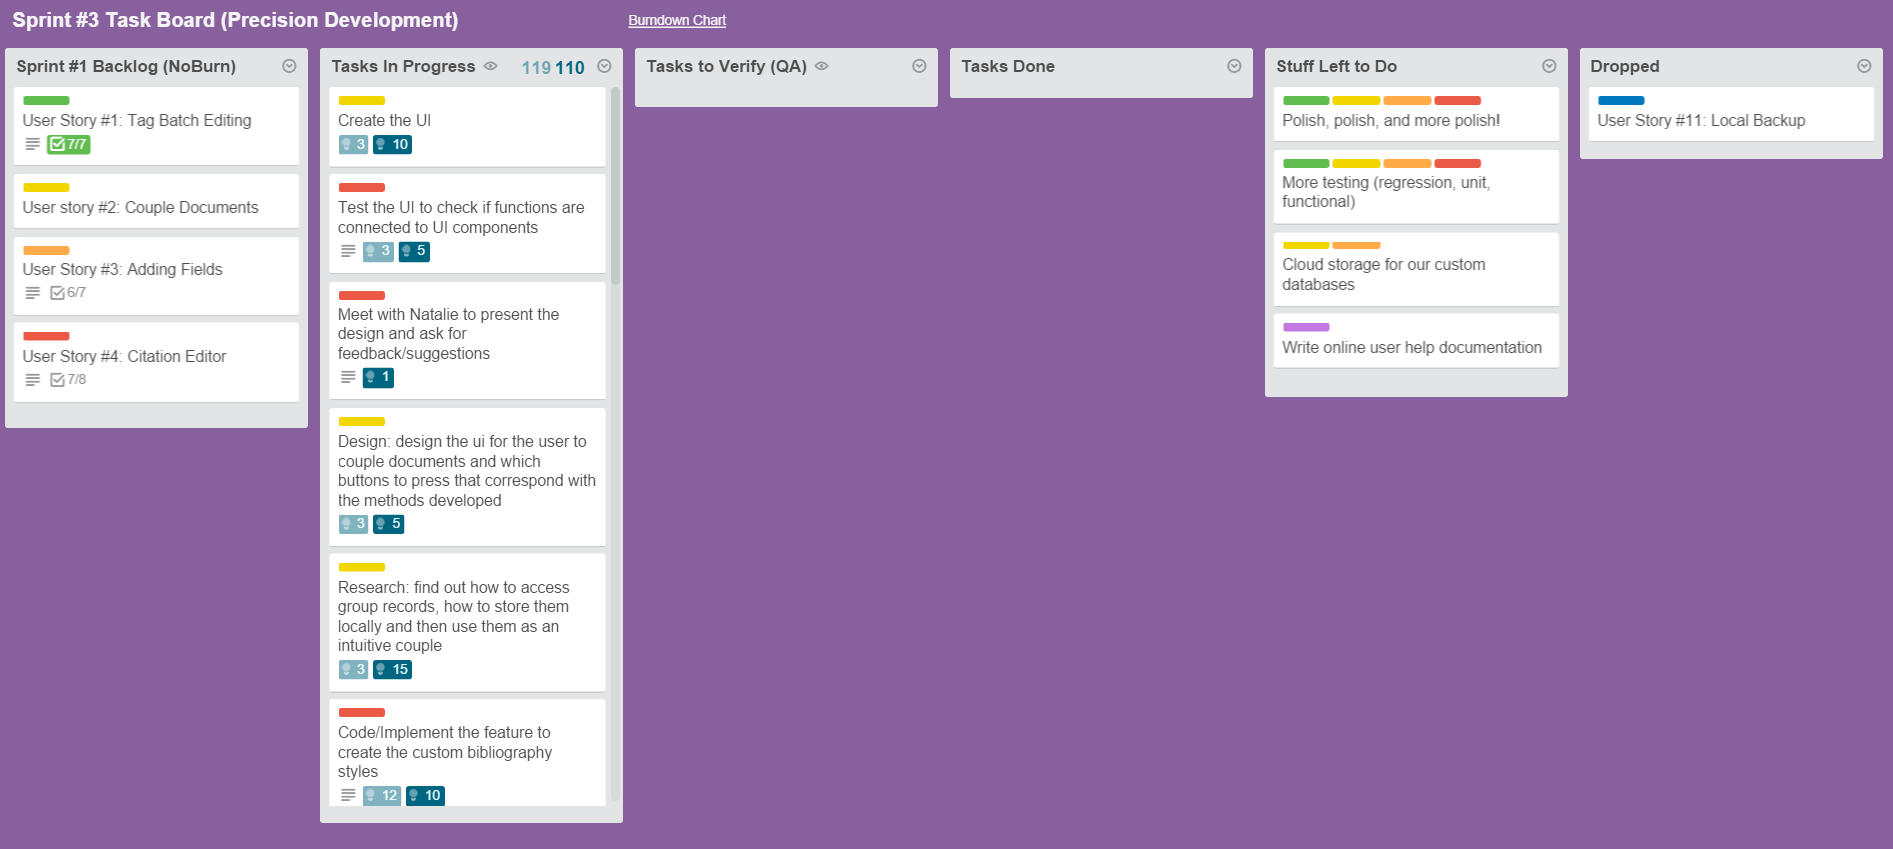 Sprint #3 Task Board (Precision Development)
Burndown Chart
Sprint #1 Backlog (NoBurn)
User Story #1: Tag Batch Editing
7/7
User story #2: Couple Documents
User Story #3: Adding Fields
6/7
User Story #4: Citation Editor
7/8
Tasks In Progress 119 110
Create the UI
3 10
Test the UI to check if functions are
connected to UI components
3 5
Meet with Natalie to present the
design and ask for
feedback/suggestions
1
Design: design the ui for the user to
couple documents and which
buttons to press that correspond with
the methods developed
3 5
Research: find out how to access
group records, how to store them
locally and then use them as an
intuitive couple
3 15
Code/Implement the feature to
create the custom bibliography
styles
12 10
Tasks to Verify (QA)
Tasks Done
Stuff Left to Do
Polish, polish, and more polish!
More testing (regression, unit,
functional)
Cloud storage for our custom
databases
Write online user help documentation
Dropped
User Story #11: Local Backup